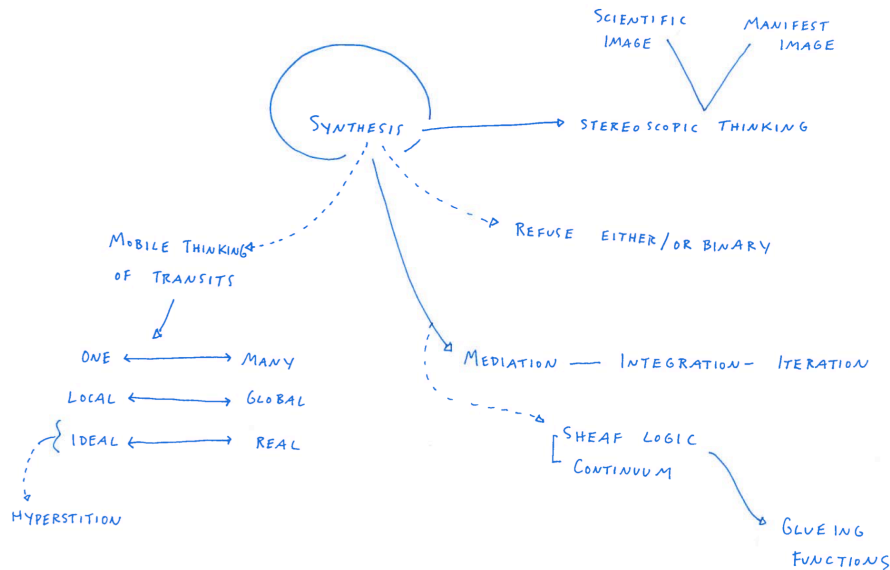 SCIENTIFIC IMAGE
MANIFEST IMAGE
SYNTHESIS
STEREOSCOPIC THINKING
REFUSE EITHER/OR BINARY
MOBILE THINKING
OF TRANSITS
ONE MANY
MEDIATION — INTEGRATION – ITERATION
LOCAL GLOBAL
IDEAL REAL
SHEAF LOGIC
CONTINUUM
HYPERSTITION
GLUEING
FUNCTIONS